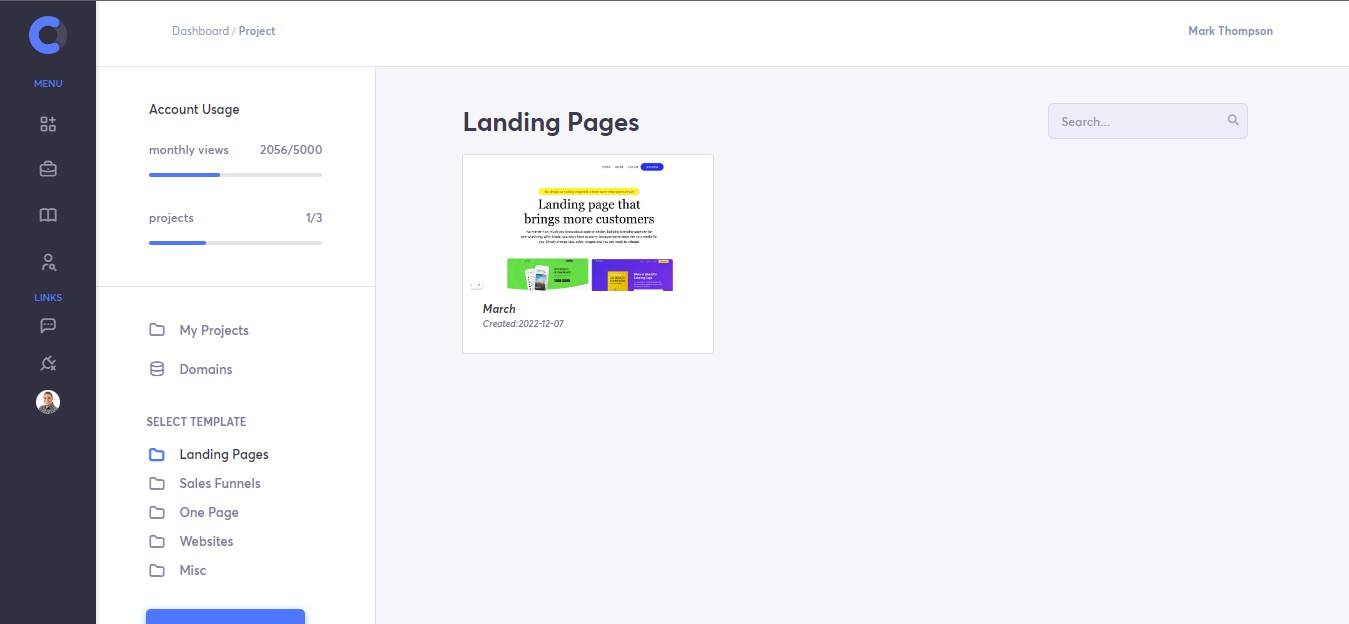 Dashboard / Project
Mark Thompson
MENU
LINKS
Account Usage
monthly views 2056/5000
projects 1/3
My Projects
Domains
SELECT TEMPLATE
Landing Pages
Sales Funnels
One Page
Websites
Misc
Landing Pages
Search...
Landing page that
brings more customers
March
Created:2022-12-07